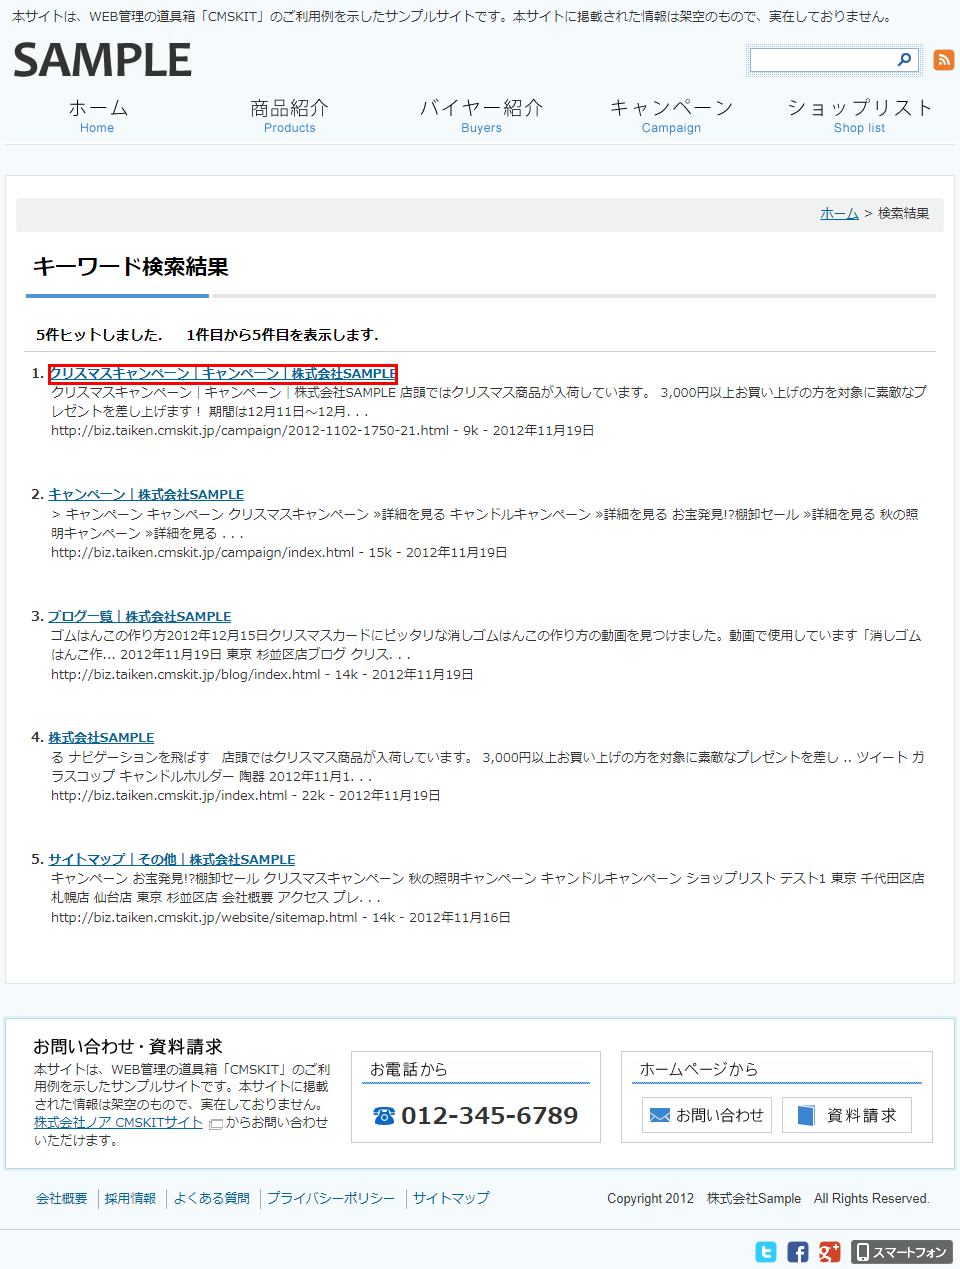 本サイトは、WEB管理の道具箱「CMSKIT」のご利用例を示したサンプルサイトです。本サイトに掲載された情報は架空のもので、実在しておりません。
SAMPLE
ホーム 商品紹介 バイヤー紹介 キャンペーン ショップリスト
Home Products Buyers Campaign Shop list
ホーム > 検索結果
キーワード検索結果
5件ヒットしました. 1件目から5件目を表示します.
1. クリスマスキャンペーン｜キャンペーン｜株式会社SAMPLE
クリスマスキャンペーン｜キャンペーン｜株式会社SAMPLE 店頭ではクリスマス商品が入荷しています。 3,000円以上お買い上げの方を対象に素敵なプ
レゼントを差し上げます！ 期間は12月11日～12月. . .
http://biz.taiken.cmskit.jp/campaign/2012-1102-1750-21.html - 9k - 2012年11月19日
2. キャンペーン｜株式会社SAMPLE
> キャンペーン キャンペーン クリスマスキャンペーン »詳細を見る キャンドルキャンペーン »詳細を見る お宝発見!?棚卸セール »詳細を見る 秋の照
明キャンペーン »詳細を見る . . .
http://biz.taiken.cmskit.jp/campaign/index.html - 15k - 2012年11月19日
3. ブログ一覧｜株式会社SAMPLE
ゴムはんこの作り方2012年12月15日クリスマスカードにピッタリな消しゴムはんこの作り方の動画を見つけました。動画で使用しています「消しゴム
はんこ作... 2012年11月19日 東京 杉並区店ブログ クリス. . .
http://biz.taiken.cmskit.jp/blog/index.html - 14k - 2012年11月19日
4. 株式会社SAMPLE
る ナビゲーションを飛ばす　店頭ではクリスマス商品が入荷しています。 3,000円以上お買い上げの方を対象に素敵なプレゼントを差し .. ツイート ガ
ラスコップ キャンドルホルダー 陶器 2012年11月1. . .
http://biz.taiken.cmskit.jp/index.html - 22k - 2012年11月19日
5. サイトマップ｜その他｜株式会社SAMPLE
キャンペーン お宝発見!?棚卸セール クリスマスキャンペーン 秋の照明キャンペーン キャンドルキャンペーン ショップリスト テスト1 東京 千代田区店
札幌店 仙台店 東京 杉並区店 会社概要 アクセス プレ. . .
http://biz.taiken.cmskit.jp/website/sitemap.html - 14k - 2012年11月16日
お問い合わせ・資料請求
本サイトは、WEB管理の道具箱「CMSKIT」のご利
用例を示したサンプルサイトです。本サイトに掲載
された情報は架空のもので、実在しておりません。
株式会社ノア CMSKITサイト からお問い合わせ
いただけます。
お電話から
012-345-6789
ホームページから
お問い合わせ 資料請求
会社概要 採用情報 よくある質問 プライバシーポリシー サイトマップ
Copyright 2012　株式会社Sample　All Rights Reserved.
スマートフォン